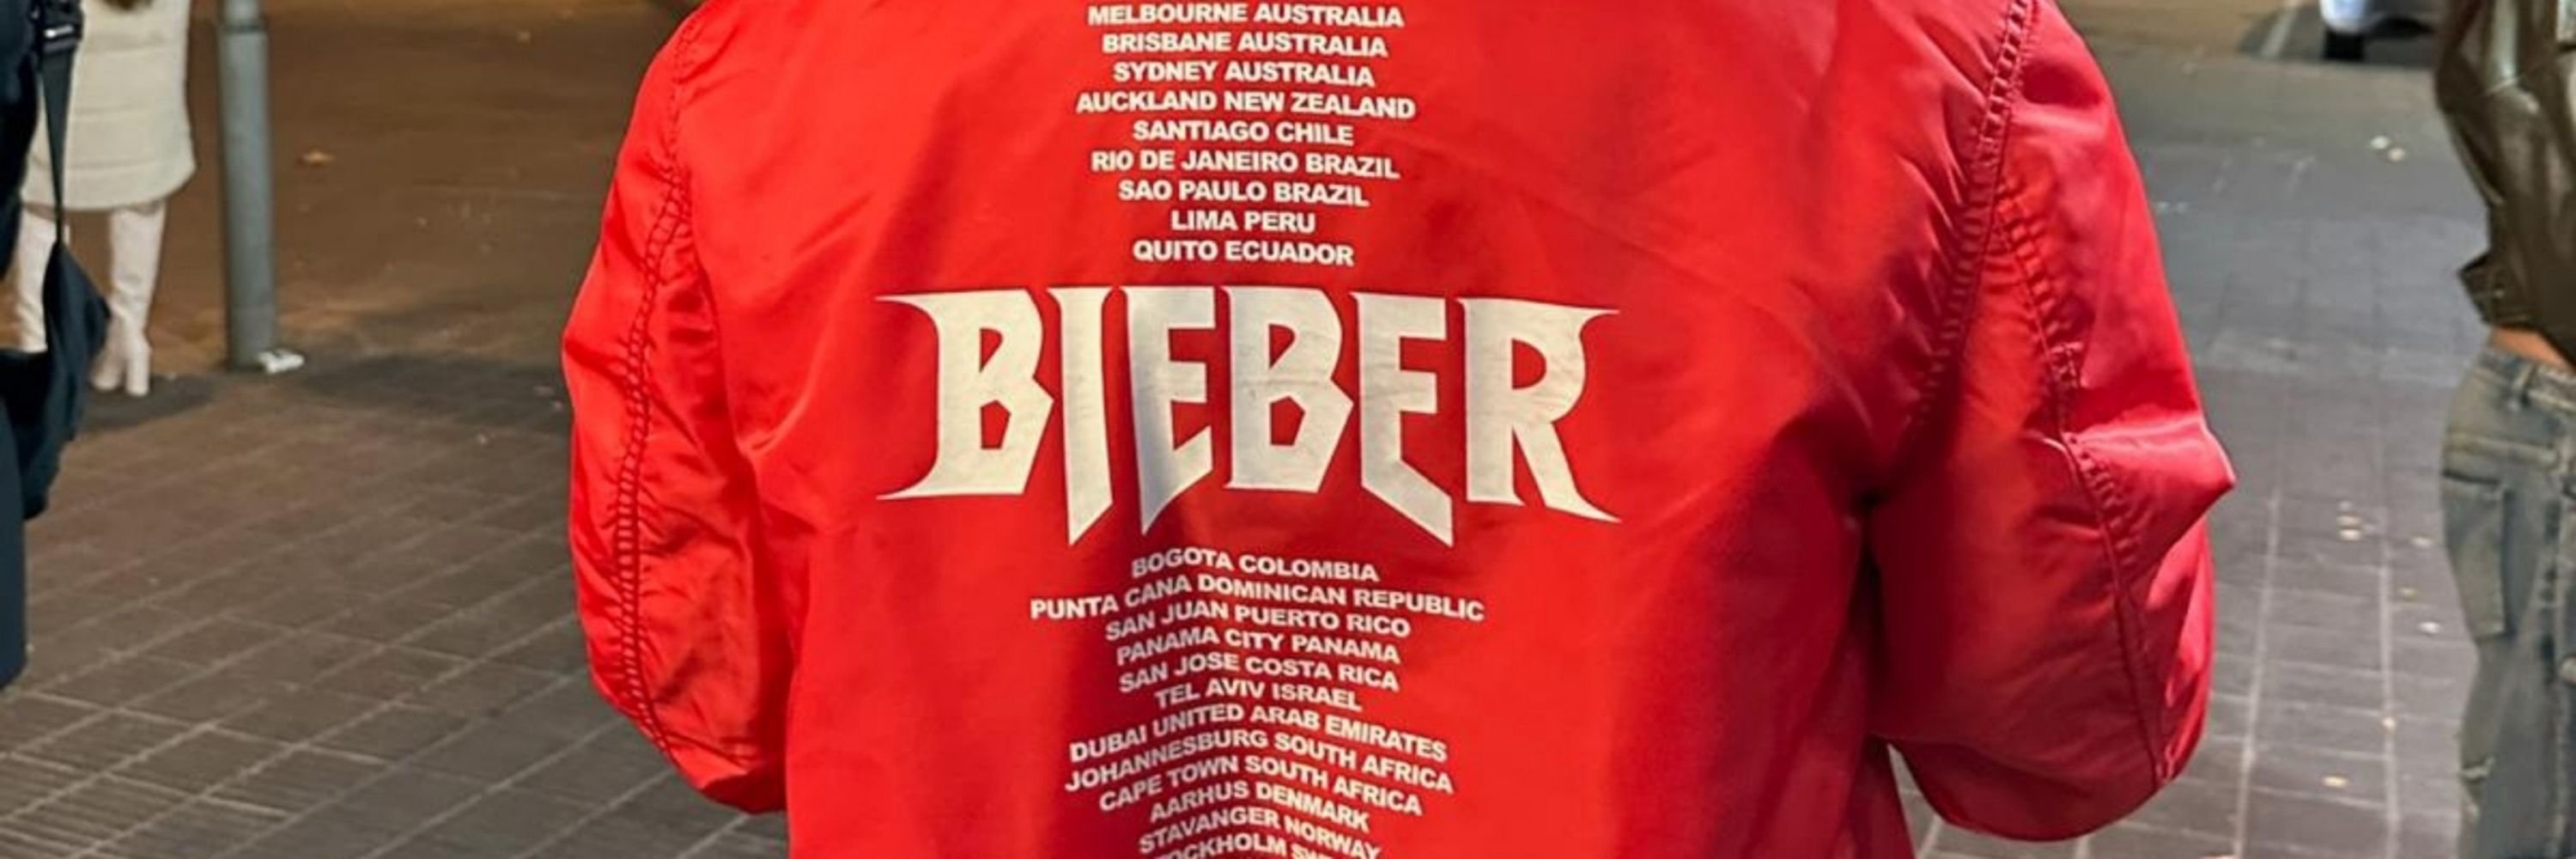 MELBOURNE AUSTRALIA
BRISBANE AUSTRALIA
SYDNEY AUSTRALIA
AUCKLAND NEW ZEALAND
SANTIAGO CHILE
RIO DE JANEIRO BRAZIL
SAO PAULO BRAZIL
LIMA PERU
QUITO ECUADOR
BIEBER
BOGOTA COLOMBIA
PUNTA CANA DOMINICAN REPUBLIC
SAN JUAN PUERTO RICO
PANAMA CITY PANAMA
SAN JOSE COSTA RICA
TEL AVIV ISRAEL
DUBAI UNITED ARAB EMIRATES
JOHANNESBURG SOUTH AFRICA
CAPE TOWN SOUTH AFRICA
AARHUS DENMARK
STAVANGER NORWAY